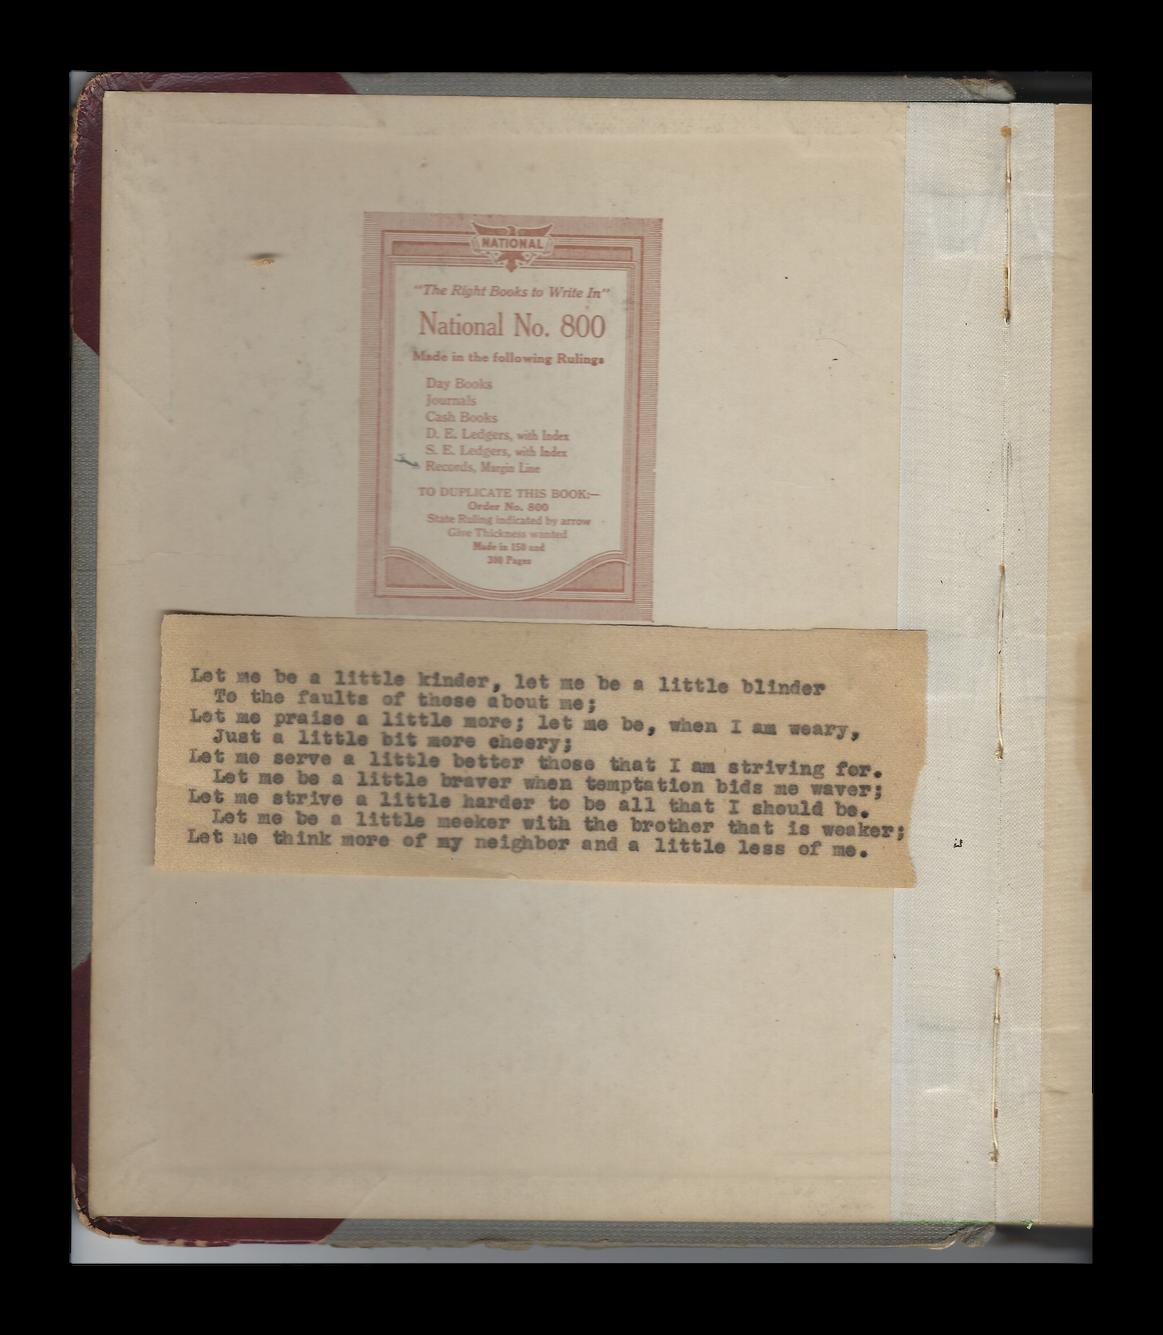 NATIONAL
"The Right Books to Write In"
National No. 800
Made in the following Rulings
Day Books
Journals
Cash Books
D. E. Ledgers, with Index
S. E. Ledgers, with Index
Records, Margin Line
TO DUPLICATE THIS BOOK:—
Order No. 800
State Ruling indicated by arrow
Give Thickness wanted
Made in 150 and
300 Pages
Let me be a little kinder, let me be a little blinder
To the faults of those about me;
Let me praise a little more; let me be, when I am weary,
Just a little bit more cheery;
Let me serve a little better those that I am striving for.
Let me be a little braver when temptation bids me waver;
Let me strive a little harder to be all that I should be.
Let me be a little meeker with the brother that is weaker;
Let me think more of my neighbor and a little less of me.